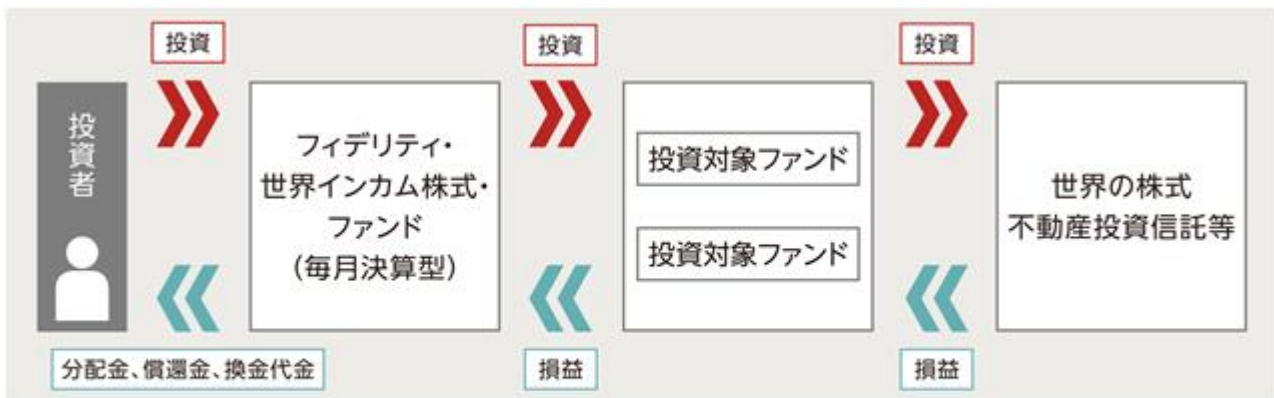 投資
投資
投資
投資者
フィデリティ・
世界インカム株式・
ファンド
(毎月決算型)
投資対象ファンド
投資対象ファンド
世界の株式
不動産投資信託等
分配金、償還金、換金代金
損益
損益